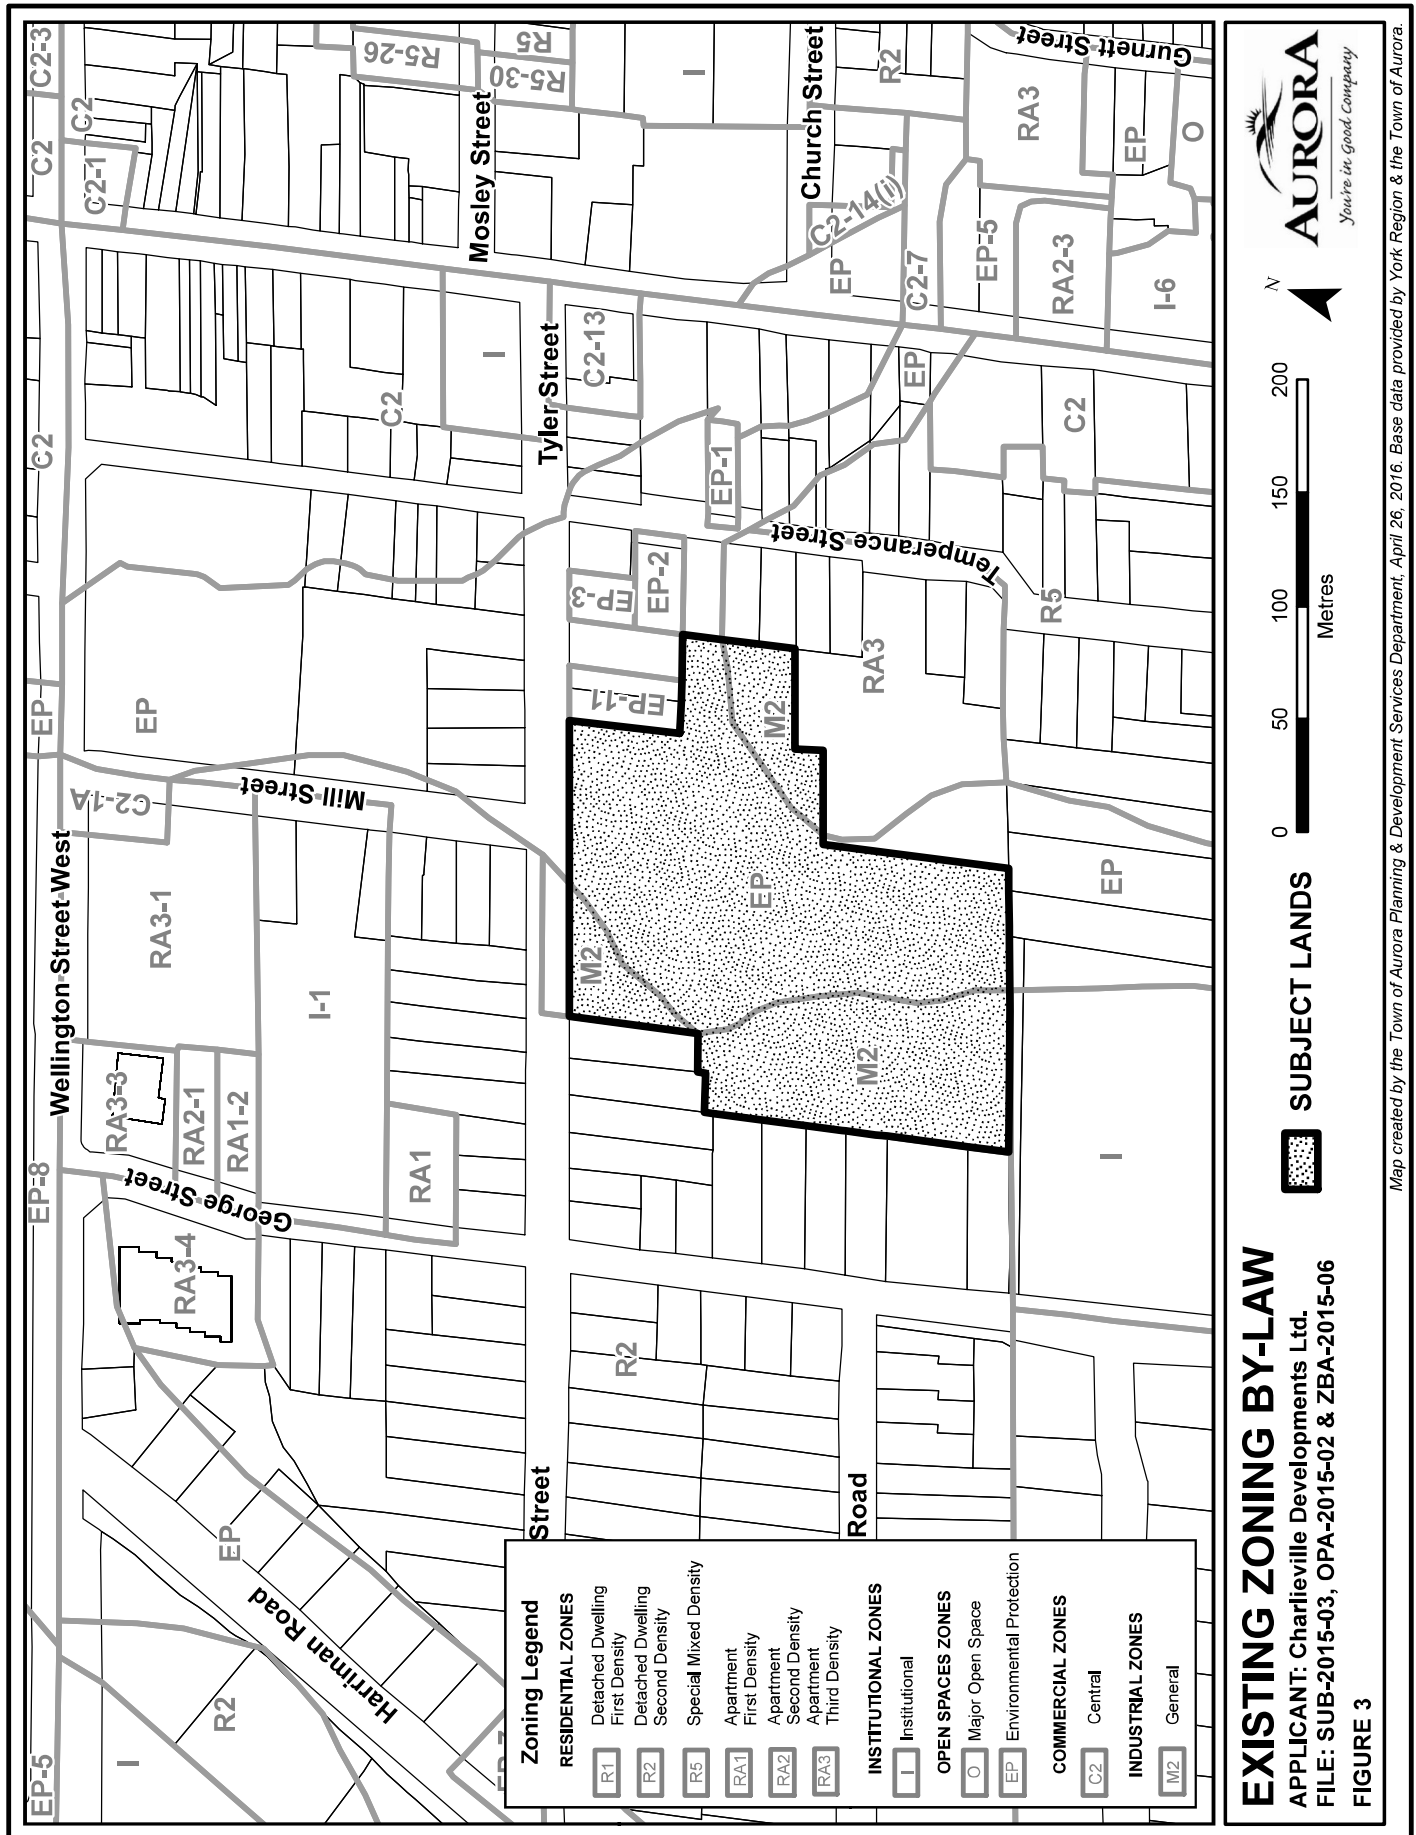 C2-3
C2
C2
C2-1
C2
EP
EP-8
EP-5
R5-26
R5
R5-30
I
R2
RA3
EP
O
Gurnett Street
Church Street
Mosley Street
C2-14(i)
EP
C2-7
EP-5
RA2-3
I-6
I
C2-13
Tyler Street
C2
EP
C2
EP-1
Temperance Street
EP-3
EP-2
R5
RA3
EP-11
M2
EP
Mill Street
C2-1A
Wellington Street West
RA3-1
I-1
M2
EP
EP
M2
RA3-3
RA2-1
RA1-2
RA1
George Street
RA3-4
I
R2
Street
Road
EP
Harriman Road
R2
I
Zoning Legend
RESIDENTIAL ZONES
R1 Detached Dwelling
First Density
R2 Detached Dwelling
Second Density
R5 Special Mixed Density
RA1 Apartment
First Density
RA2 Apartment
Second Density
RA3 Apartment
Third Density
INSTITUTIONAL ZONES
I Institutional
OPEN SPACES ZONES
O Major Open Space
EP Environmental Protection
COMMERCIAL ZONES
C2 Central
INDUSTRIAL ZONES
M2 General
EXISTING ZONING BY-LAW
APPLICANT: Charlieville Developments Ltd.
FILE: SUB-2015-03, OPA-2015-02 & ZBA-2015-06
FIGURE 3
SUBJECT LANDS
0 50 100 150 200
Metres
N
AURORA
You're in Good Company
Map created by the Town of Aurora Planning & Development Services Department, April 26, 2016. Base data provided by York Region & the Town of Aurora.